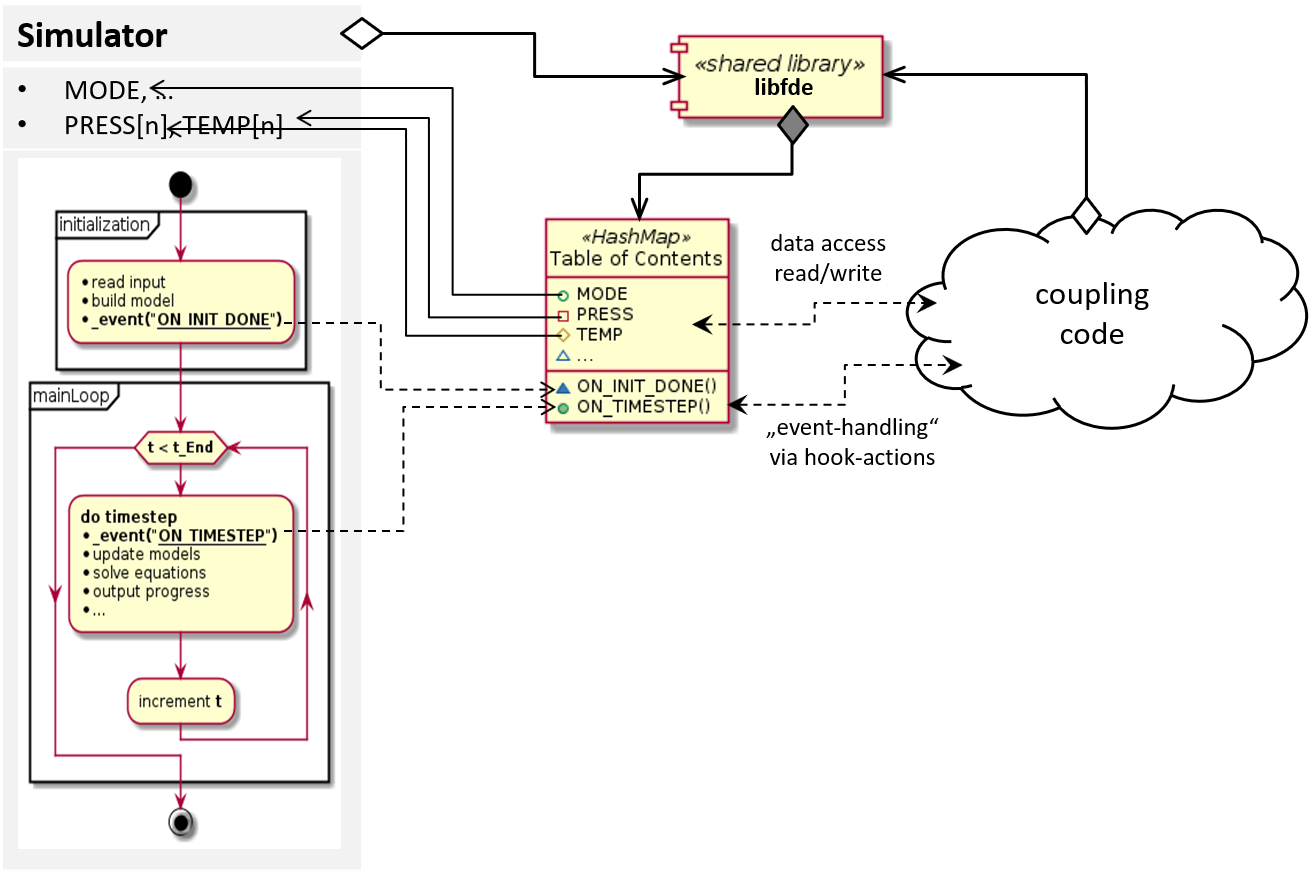 Simulator
• MODE, ...
• PRESS[n], TEMP[n]
initialization
• read input
• build model
• _event("ON_INIT_DONE")
mainLoop
t < t_End
do timestep
• _event("ON_TIMESTEP")
• update models
• solve equations
• output progress
• ...
increment t
«shared library»
libfde
«HashMap»
Table of Contents
MODE
PRESS
TEMP
...
ON_INIT_DONE()
ON_TIMESTEP()
data access
read/write
„event-handling“
via hook-actions
coupling
code